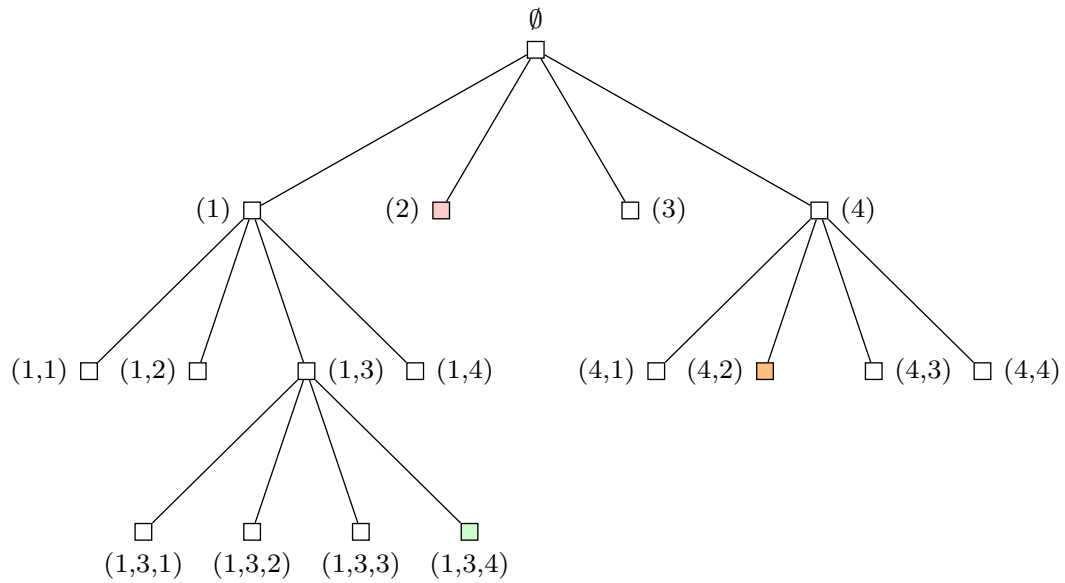 ∅
(1) (2) (3) (4)
(1,1) (1,2) (1,3) (1,4) (4,1) (4,2) (4,3) (4,4)
(1,3,1) (1,3,2) (1,3,3) (1,3,4)